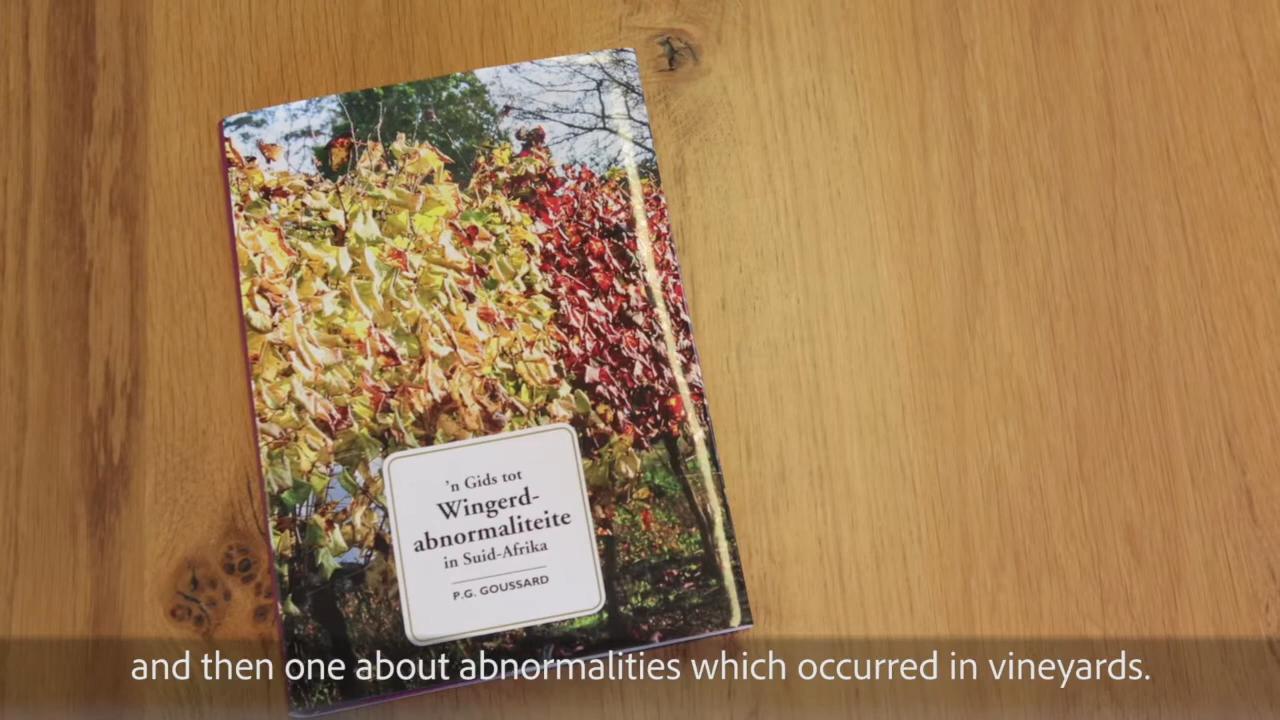 'n Gids tot
Wingerd-
abnormaliteite
in Suid-Afrika
P.G. GOUSSARD
and then one about abnormalities which occurred in vineyards.